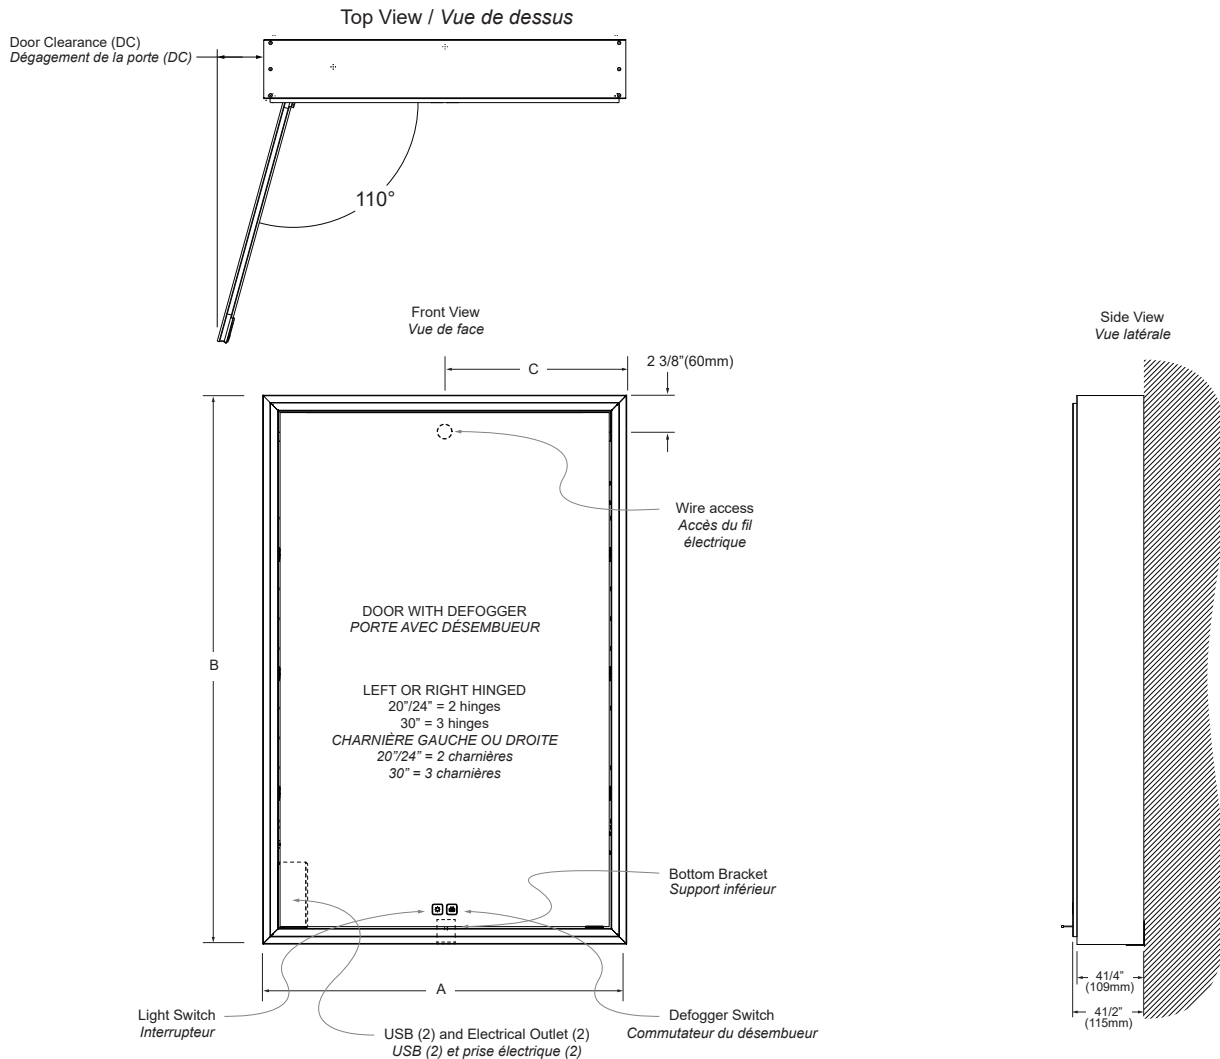 Top View / Vue de dessus
Door Clearance (DC)
Dégagement de la porte (DC)
110°
Front View
Vue de face
Side View
Vue latérale
C
2 3/8”(60mm)
Wire access
Accès du fil
électrique
DOOR WITH DEFOGGER
PORTE AVEC DÉSEMBUEUR
B
LEFT OR RIGHT HINGED
20”/24” = 2 hinges
30” = 3 hinges
CHARNIÈRE GAUCHE OU DROITE
20”/24” = 2 charnières
30” = 3 charnières
Bottom Bracket
Support inférieur
A
41/4”
(109mm)
41/2”
(115mm)
Light Switch
Interrupteur
USB (2) and Electrical Outlet (2)
USB (2) et prise électrique (2)
Defogger Switch
Commutateur du désembueur